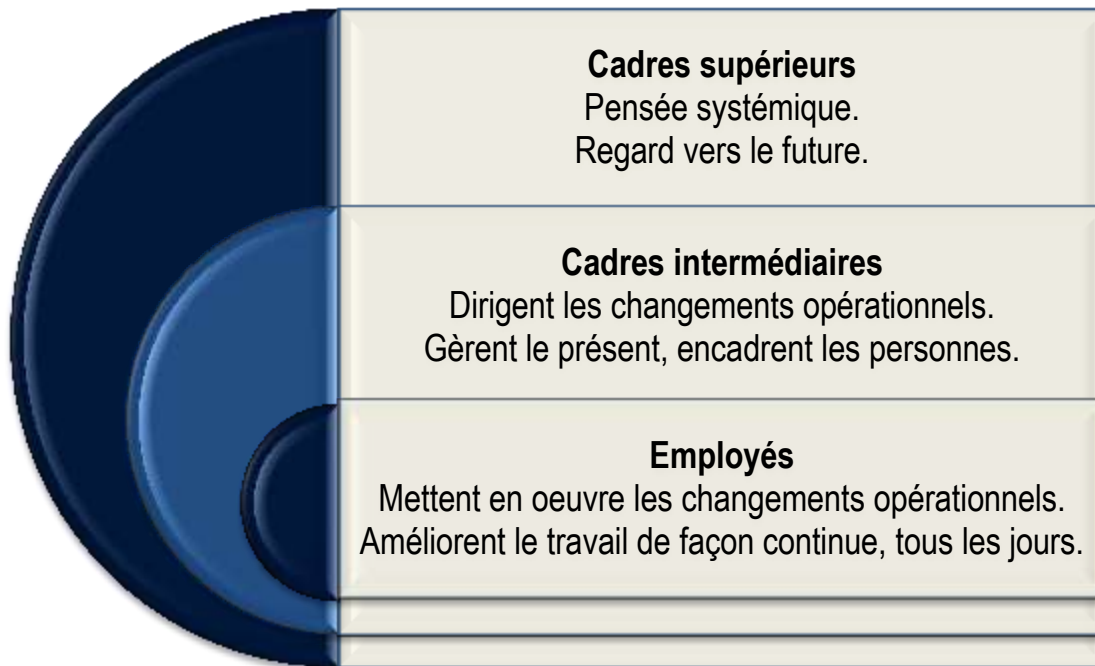 Cadres supérieurs
Pensée systémique.
Regard vers le future.
Cadres intermédiaires
Dirigent les changements opérationnels.
Gèrent le présent, encadrent les personnes.
Employés
Mettent en oeuvre les changements opérationnels.
Améliorent le travail de façon continue, tous les jours.